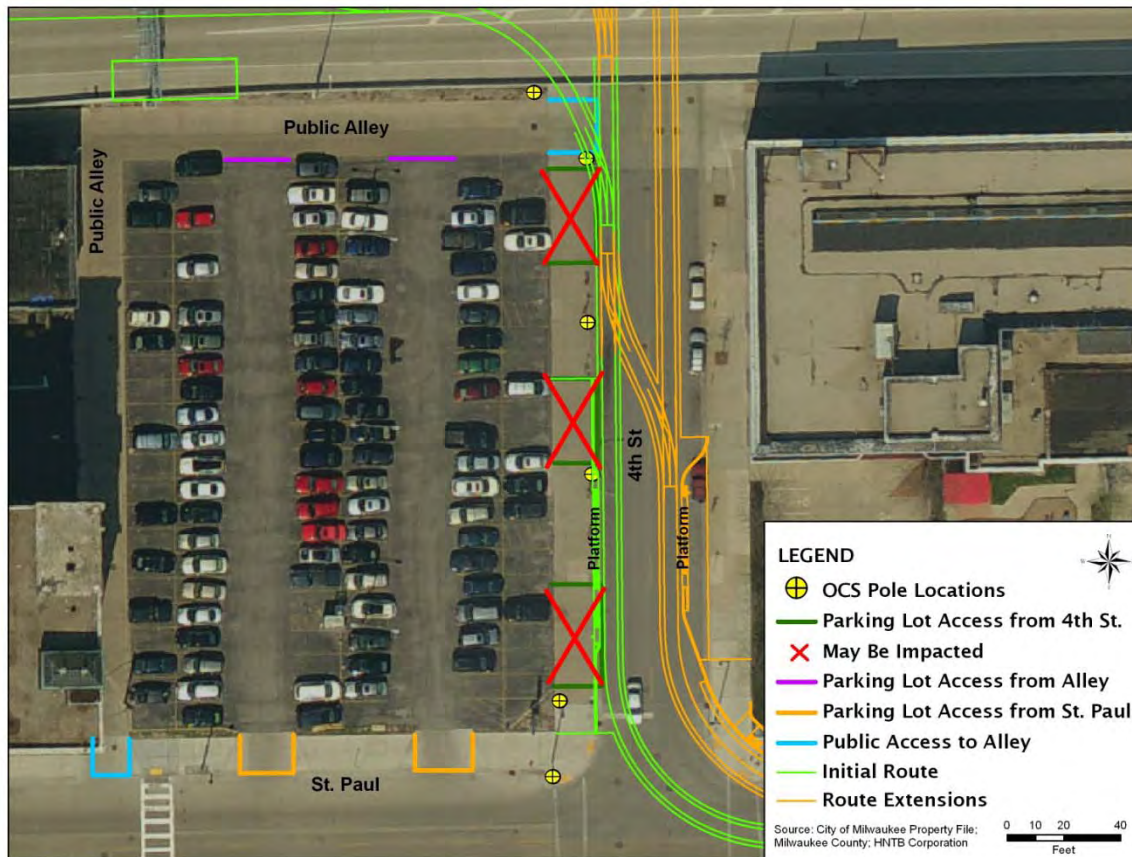 Public Alley
Public Alley
4th St
Platform
Platform
St. Paul
LEGEND
N
OCS Pole Locations
Parking Lot Access from 4th St.
May Be Impacted
Parking Lot Access from Alley
Parking Lot Access from St. Paul
Public Access to Alley
Initial Route
Route Extensions
Source: City of Milwaukee Property File;
Milwaukee County; HNTB Corporation
0 10 20 40
Feet